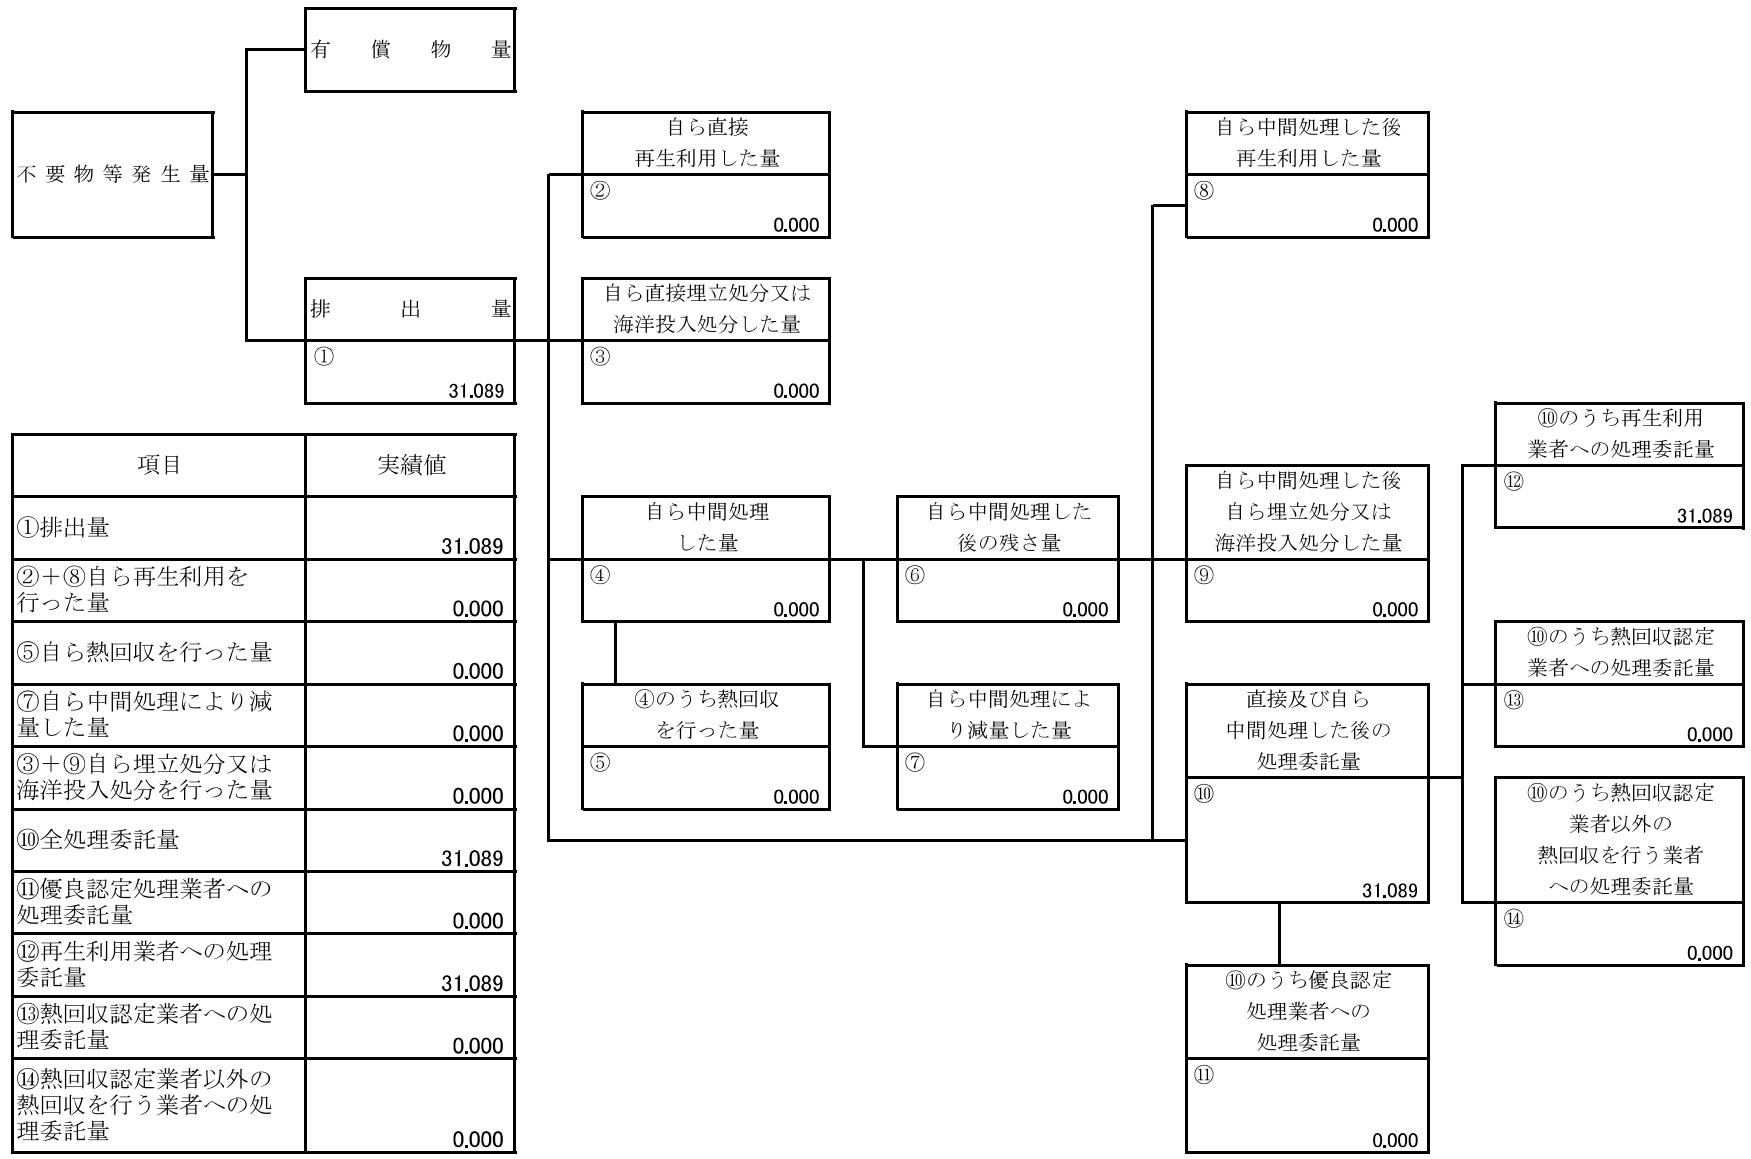 有償物量
不要物等発生量
排出量
①
31.089
自ら直接
再生利用した量
②
0.000
自ら直接埋立処分又は
海洋投入処分した量
③
0.000
自ら中間処理
した量
④
0.000
④のうち熱回収
を行った量
⑤
0.000
自ら中間処理した
後の残さ量
⑥
0.000
自ら中間処理によ
り減量した量
⑦
0.000
自ら中間処理した後
再生利用した量
⑧
0.000
自ら中間処理した後
自ら埋立処分又は
海洋投入処分した量
⑨
0.000
直接及び自ら
中間処理した後の
処理委託量
⑩
31.089
⑩のうち優良認定
処理業者への
処理委託量
⑪
0.000
⑩のうち再生利用
業者への処理委託量
⑫
31.089
⑩のうち熱回収認定
業者への処理委託量
⑬
0.000
⑩のうち熱回収認定
業者以外の
熱回収を行う業者
への処理委託量
⑭
0.000
項目 実績値
①排出量
31.089
②＋⑧自ら再生利用を
行った量
0.000
⑤自ら熱回収を行った量
0.000
⑦自ら中間処理により減
量した量
0.000
③＋⑨自ら埋立処分又は
海洋投入処分を行った量
0.000
⑩全処理委託量
31.089
⑪優良認定処理業者への
処理委託量
0.000
⑫再生利用業者への処理
委託量
31.089
⑬熱回収認定業者への処
理委託量
0.000
⑭熱回収認定業者以外の
熱回収を行う業者への処
理委託量
0.000